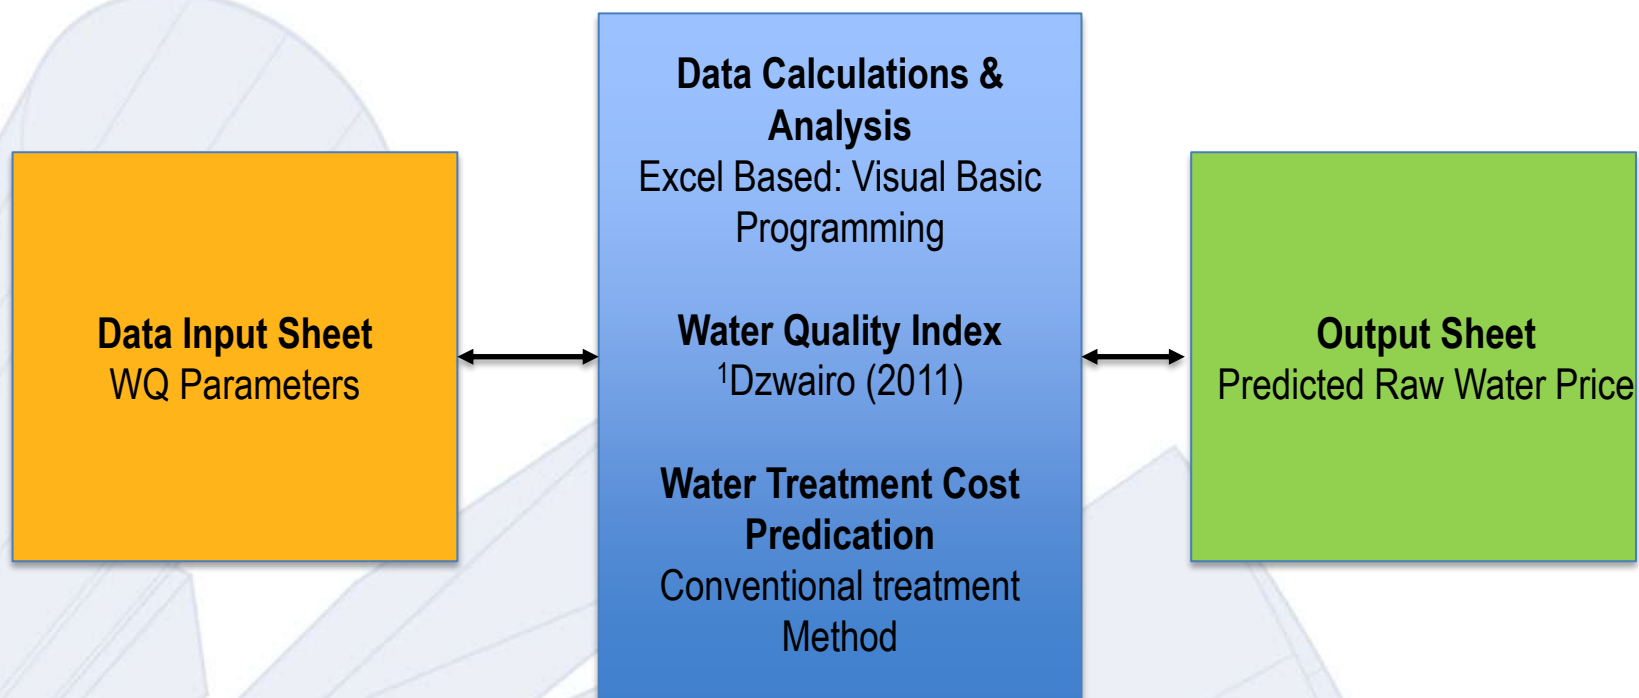 Data Input Sheet
WQ Parameters
Data Calculations &
Analysis
Excel Based: Visual Basic
Programming
Water Quality Index
¹Dzwairo (2011)
Water Treatment Cost
Predication
Conventional treatment
Method
Output Sheet
Predicted Raw Water Price